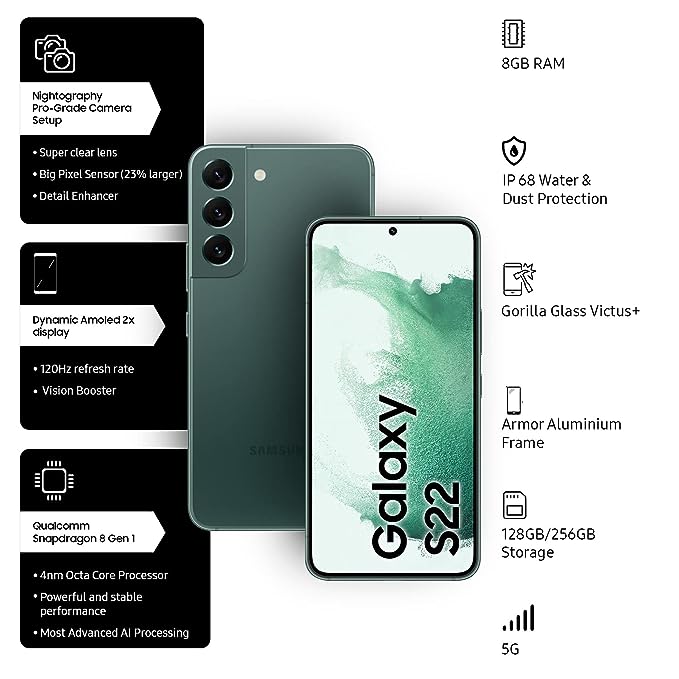 Nightography
Pro-Grade Camera
Setup
• Super clear lens
• Big Pixel Sensor (23% larger)
• Detail Enhancer
Dynamic Amoled 2x
display
• 120Hz refresh rate
• Vision Booster
Qualcomm
Snapdragon 8 Gen 1
• 4nm Octa Core Processor
• Powerful and stable
performance
• Most Advanced AI Processing
SAMSUN
Galaxy
S22
8GB RAM
IP 68 Water &
Dust Protection
Gorilla Glass Victus+
Armor Aluminium
Frame
128GB/256GB
Storage
5G